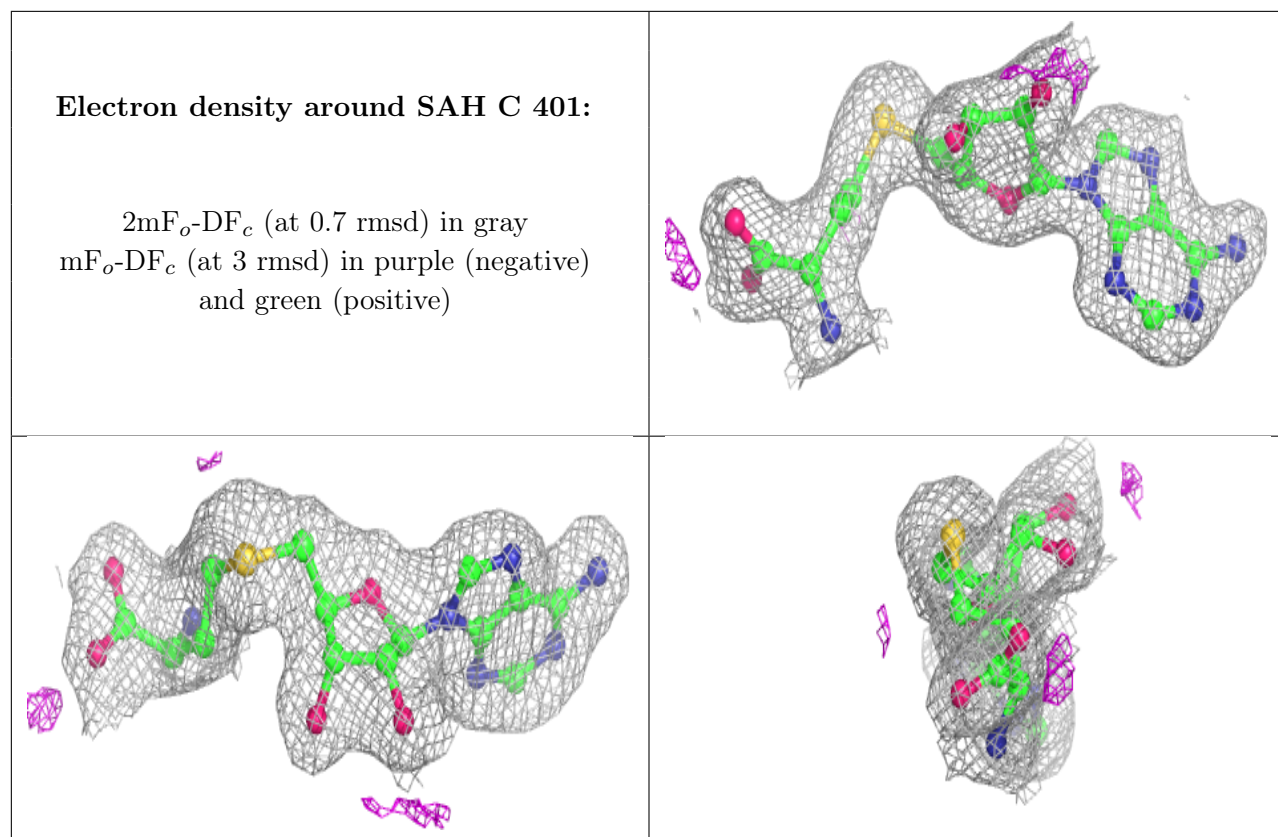 Electron density around SAH C 401:
2mFₒ-DF𝒸 (at 0.7 rmsd) in gray
mFₒ-DF𝒸 (at 3 rmsd) in purple (negative)
and green (positive)